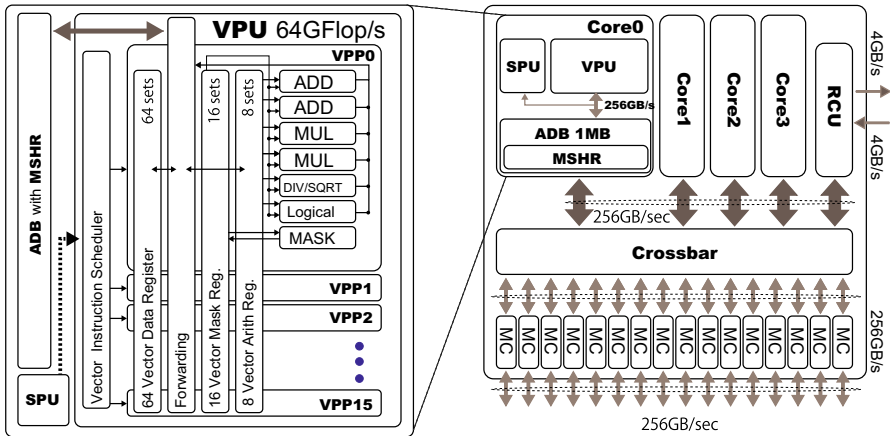 VPU 64GFlop/s
VPP0
ADB with MSHR
SPU
Vector Instruction Scheduler
64 Vector Data Register
64 sets
Forwarding
16 Vector Mask Reg.
16 sets
8 Vector Arith Reg.
8 sets
ADD
ADD
MUL
MUL
DIV/SQRT
Logical
MASK
VPP1
VPP2
VPP15
Core0
SPU
VPU
256GB/s
ADB 1MB
MSHR
Core1
Core2
Core3
RCU
4GB/s
4GB/s
256GB/sec
Crossbar
MC
MC
MC
MC
MC
MC
MC
MC
MC
MC
MC
MC
MC
MC
256GB/s
256GB/sec